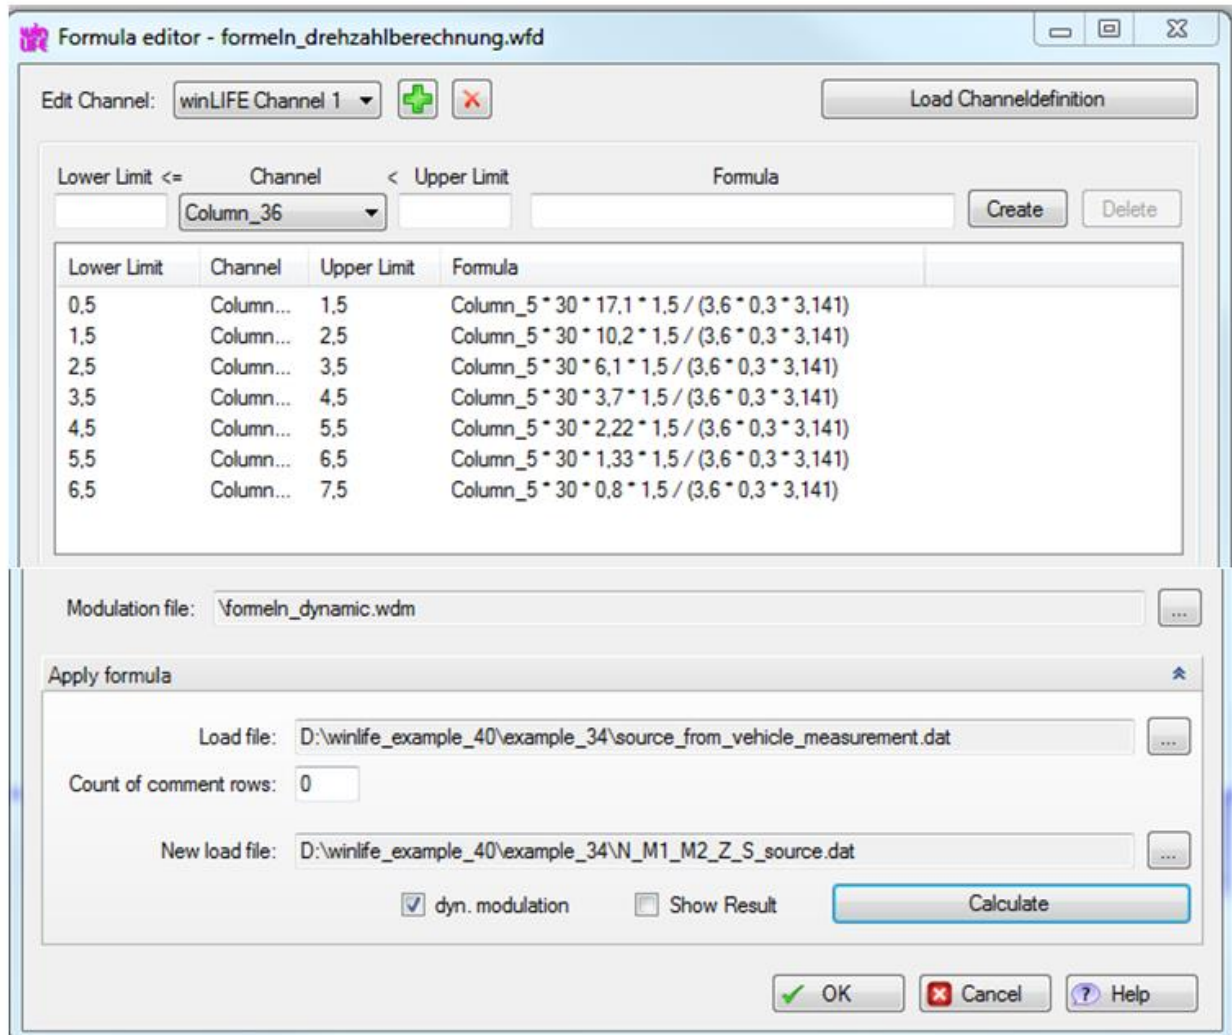 win LIFE Formula editor - formeln_drehzahlberechnung.wfd
Edit Channel: winLIFE Channel 1 Load Channeldefinition
Lower Limit <= Channel < Upper Limit Formula
Column_36 Create Delete
Lower Limit Channel Upper Limit Formula
0,5 Column... 1,5 Column_5 * 30 * 17,1 * 1,5 / (3,6 * 0,3 * 3,141)
1,5 Column... 2,5 Column_5 * 30 * 10,2 * 1,5 / (3,6 * 0,3 * 3,141)
2,5 Column... 3,5 Column_5 * 30 * 6,1 * 1,5 / (3,6 * 0,3 * 3,141)
3,5 Column... 4,5 Column_5 * 30 * 3,7 * 1,5 / (3,6 * 0,3 * 3,141)
4,5 Column... 5,5 Column_5 * 30 * 2,22 * 1,5 / (3,6 * 0,3 * 3,141)
5,5 Column... 6,5 Column_5 * 30 * 1,33 * 1,5 / (3,6 * 0,3 * 3,141)
6,5 Column... 7,5 Column_5 * 30 * 0,8 * 1,5 / (3,6 * 0,3 * 3,141)
Modulation file: \formeln_dynamic.wdm ...
Apply formula
Load file: D:\winlife_example_40\example_34\source_from_vehicle_measurement.dat ...
Count of comment rows: 0
New load file: D:\winlife_example_40\example_34\N_M1_M2_Z_S_source.dat ...
dyn. modulation Show Result Calculate
OK Cancel ? Help